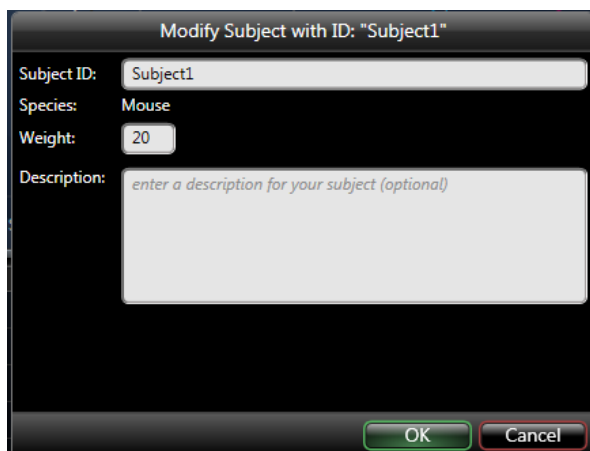 Modify Subject with ID: "Subject1"
Subject ID: Subject1
Species: Mouse
Weight: 20
Description: enter a description for your subject (optional)
OK Cancel